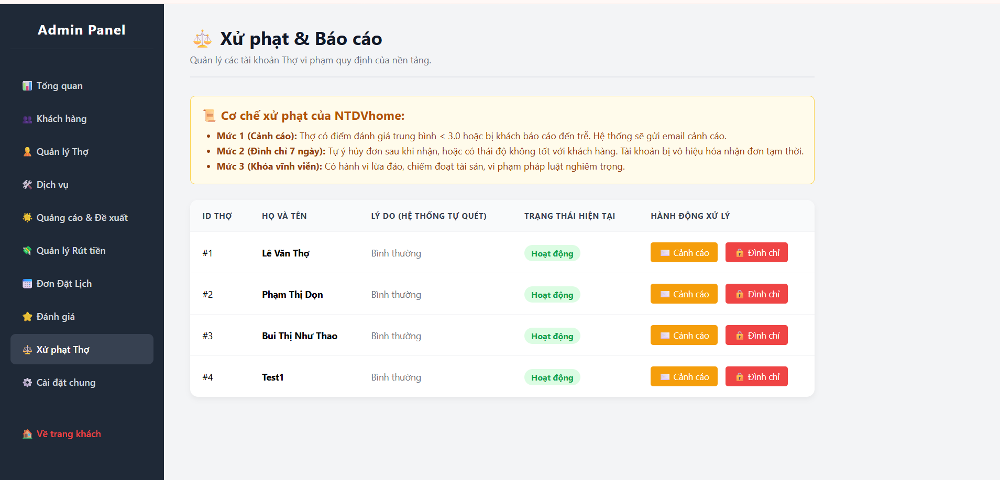 Admin Panel
Tổng quan
Khách hàng
Quản lý Thợ
Dịch vụ
Quảng cáo & Đề xuất
Quản lý Rút tiền
Đơn Đặt Lịch
Đánh giá
Xử phạt Thợ
Cài đặt chung
Về trang khách
Xử phạt & Báo cáo
Quản lý các tài khoản Thợ vi phạm quy định của nền tảng.
Cơ chế xử phạt của NTDVhome:
• Mức 1 (Cảnh cáo): Thợ có điểm đánh giá trung bình < 3.0 hoặc bị khách báo cáo đến trễ. Hệ thống sẽ gửi email cảnh cáo.
• Mức 2 (Đình chỉ 7 ngày): Tự ý hủy đơn sau khi nhận, hoặc có thái độ không tốt với khách hàng. Tài khoản bị vô hiệu hóa nhận đơn tạm thời.
• Mức 3 (Khóa vĩnh viễn): Có hành vi lừa đảo, chiếm đoạt tài sản, vi phạm pháp luật nghiêm trọng.
ID THỢ HỌ VÀ TÊN LÝ DO (HỆ THỐNG TỰ QUÉT) TRẠNG THÁI HIỆN TẠI HÀNH ĐỘNG XỬ LÝ
#1 Lê Văn Thợ Bình thường Hoạt động Cảnh cáo Đình chỉ
#2 Phạm Thị Dọn Bình thường Hoạt động Cảnh cáo Đình chỉ
#3 Bui Thị Như Thao Bình thường Hoạt động Cảnh cáo Đình chỉ
#4 Test1 Bình thường Hoạt động Cảnh cáo Đình chỉ